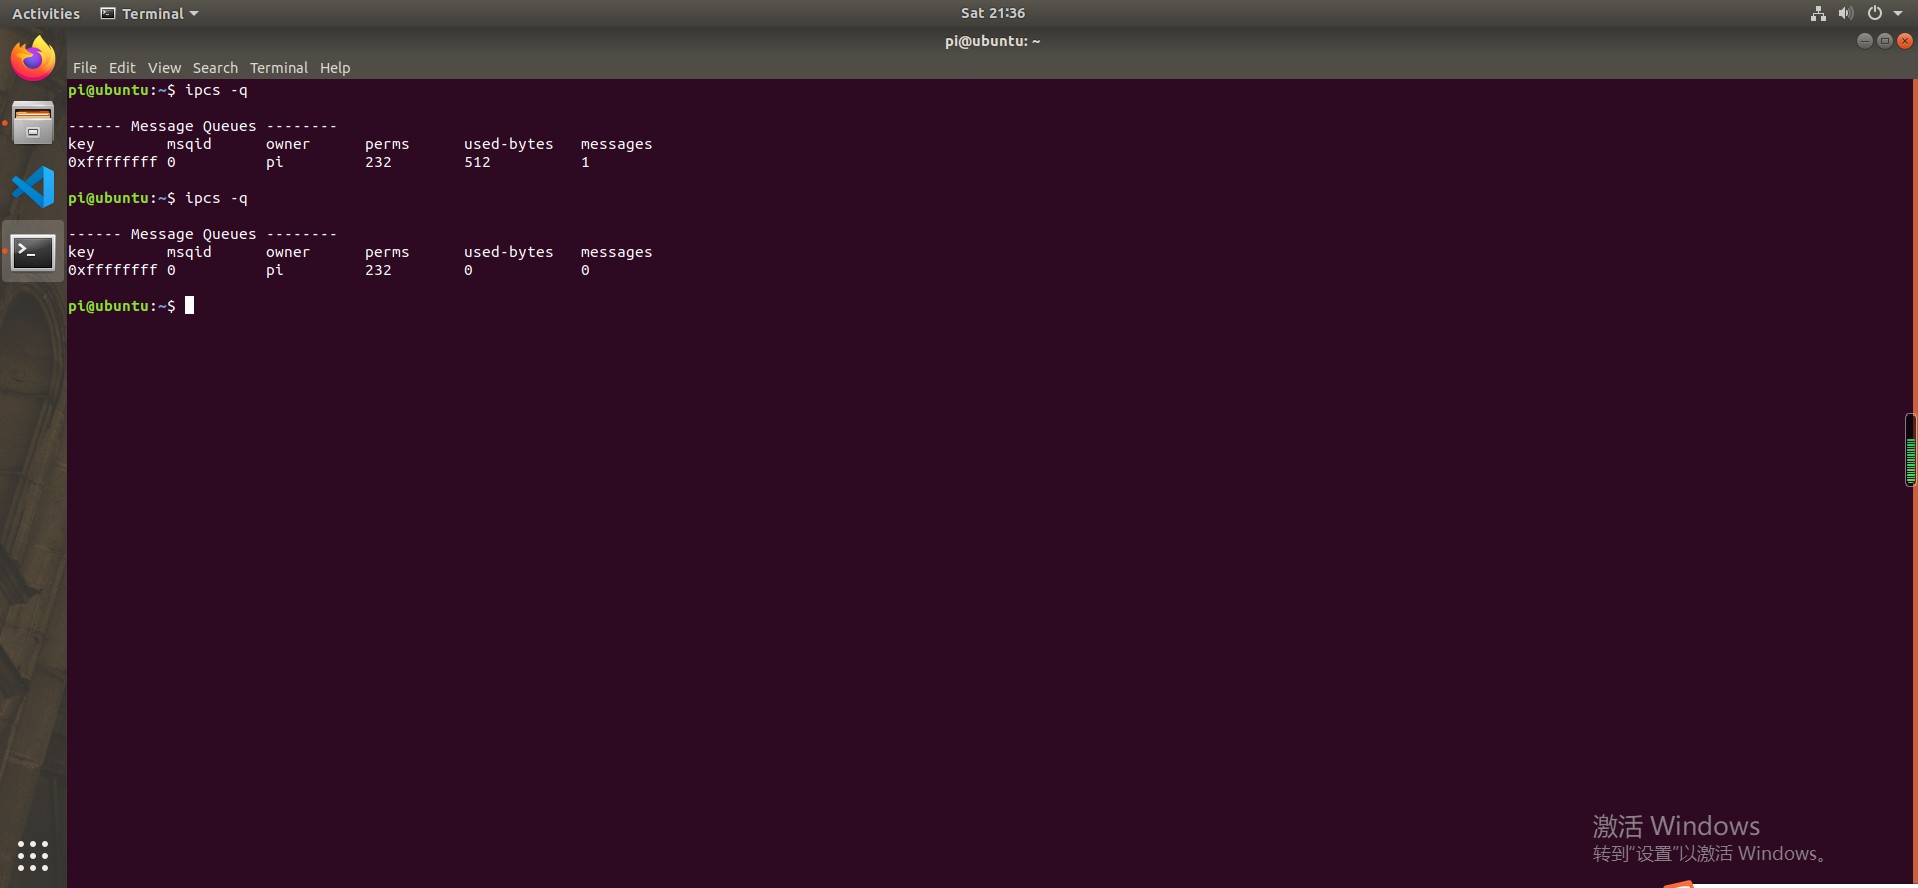 Activities Terminal Sat 21:36
pi@ubuntu: ~
File Edit View Search Terminal Help
pi@ubuntu:~$ ipcs -q
------ Message Queues --------
key msqid owner perms used-bytes messages
0xffffffff 0 pi 232 512 1
pi@ubuntu:~$ ipcs -q
------ Message Queues --------
key msqid owner perms used-bytes messages
0xffffffff 0 pi 232 0 0
pi@ubuntu:~$
激活 Windows
转到“设置”以激活 Windows。